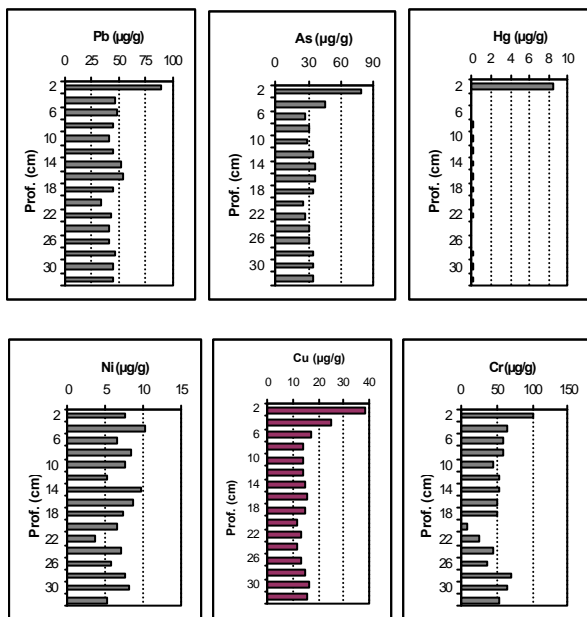 Pb (µg/g)
0 25 50 75 100
2
6
10
14
18
22
26
30
Prof. (cm)
As (µg/g)
0 30 60 90
2
6
10
14
18
22
26
30
Prof. (cm)
Hg (µg/g)
0 2 4 6 8 10
2
6
10
14
18
22
26
30
Prof. (cm)
Ni (µg/g)
0 5 10 15
2
6
10
14
18
22
26
30
Prof. (cm)
Cu (µg/g)
0 10 20 30 40
2
6
10
14
18
22
26
30
Prof. (cm)
Cr(µg/g)
0 50 100 150
2
6
10
14
18
22
26
30
Prof. (cm)